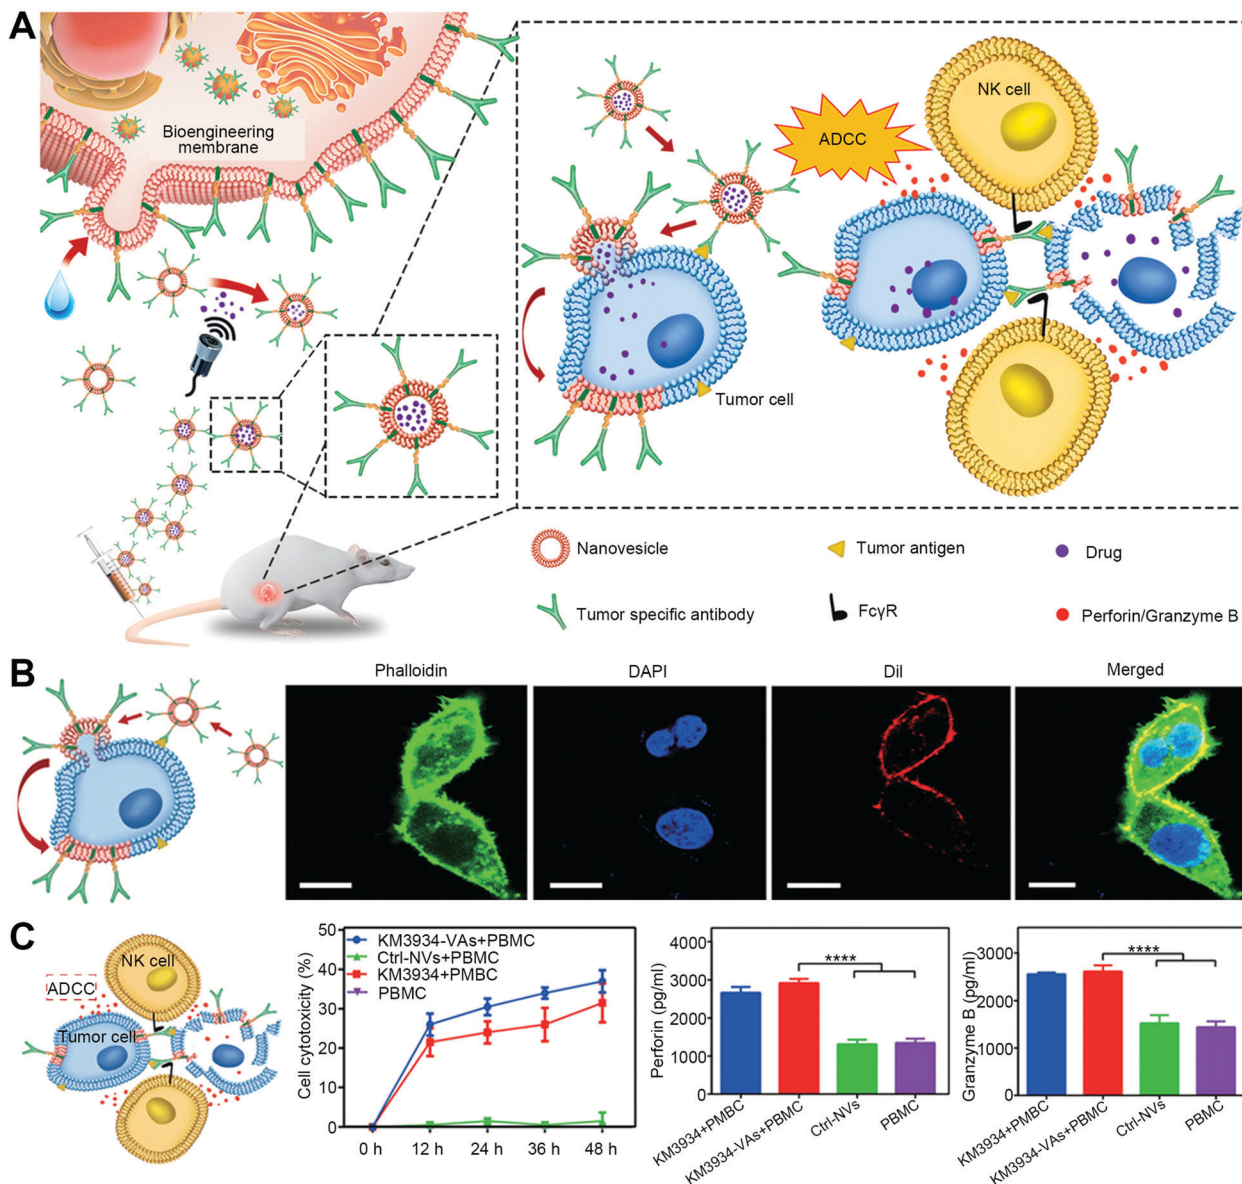 A
Bioengineering
membrane
ADCC
NK cell
Tumor cell
Nanovesicle
Tumor antigen
Drug
Tumor specific antibody
FcγR
Perforin/Granzyme B
B
Phalloidin
DAPI
Dil
Merged
C
NK cell
ADCC
Tumor cell
Cell cytotoxicity (%)
50
40
30
20
10
0
KM3934-VAs+PBMC
Ctrl-NVs+PBMC
KM3934+PMBC
PBMC
0 h
12 h
24 h
36 h
48 h
Perforin (pg/ml)
4000
3000
2000
1000
0
****
KM3934+PMBC
KM3934-VAs+PBMC
Ctrl-NVs
PBMC
Granzyme B (pg/ml)
3000
2000
1000
0
****
KM3934+PMBC
KM3934-VAs+PBMC
Ctrl-NVs
PBMC